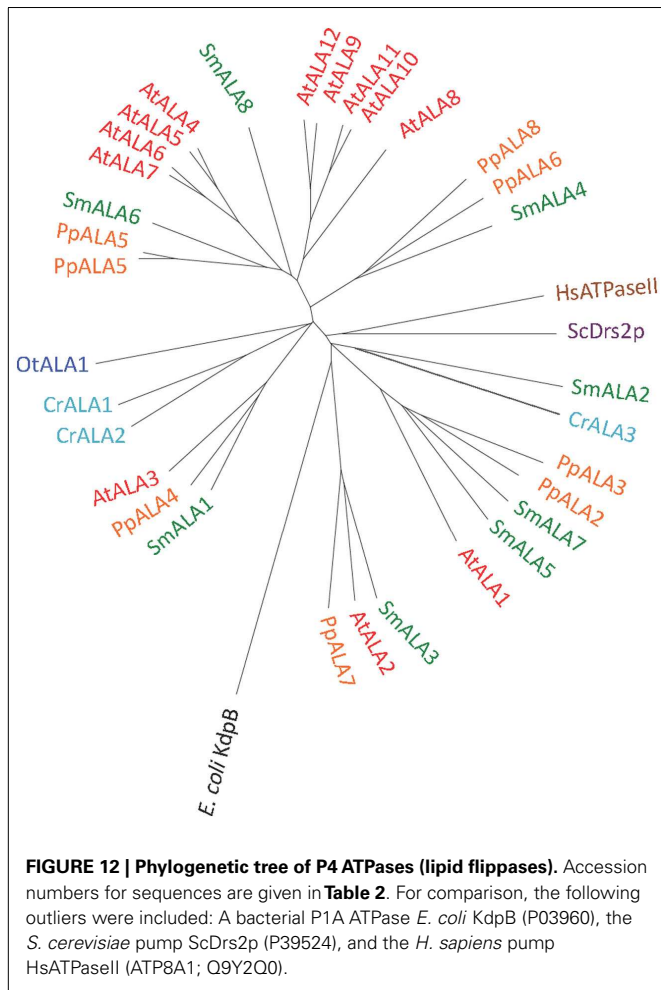 AtALA12
AtALA9
AtALA11
AtALA10
SmALA8
AtALA4
AtALA5
AtALA6
AtALA7
AtALA8
PpALA8
PpALA6
SmALA4
SmALA6
PpALA5
PpALA5
HsATPaseII
ScDrs2p
OtALA1
CrALA1
CrALA2
SmALA2
CrALA3
AtALA3
PpALA4
SmALA1
PpALA3
PpALA2
SmALA7
SmALA5
AtALA1
SmALA3
AtALA2
PpALA7
E. coli KdpB
FIGURE 12 | Phylogenetic tree of P4 ATPases (lipid flippases). Accession
numbers for sequences are given in Table 2. For comparison, the following
outliers were included: A bacterial P1A ATPase E. coli KdpB (P03960), the
S. cerevisiae pump ScDrs2p (P39524), and the H. sapiens pump
HsATPaseII (ATP8A1; Q9Y2Q0).